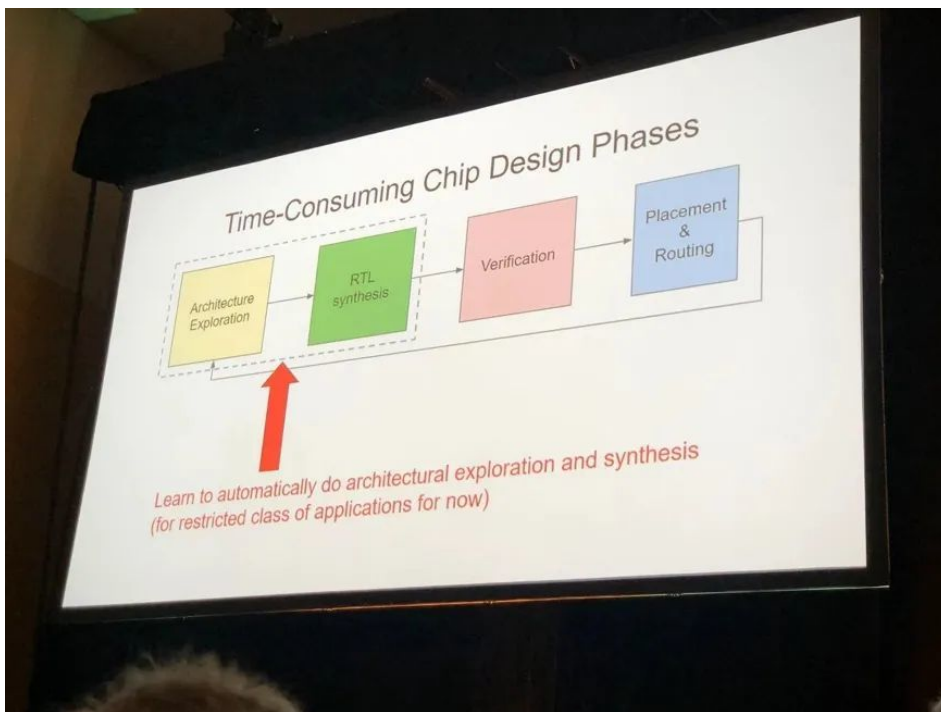 Time-Consuming Chip Design Phases
Architecture
Exploration
RTL
synthesis
Verification
Placement
&
Routing
Learn to automatically do architectural exploration and synthesis
(for restricted class of applications for now)